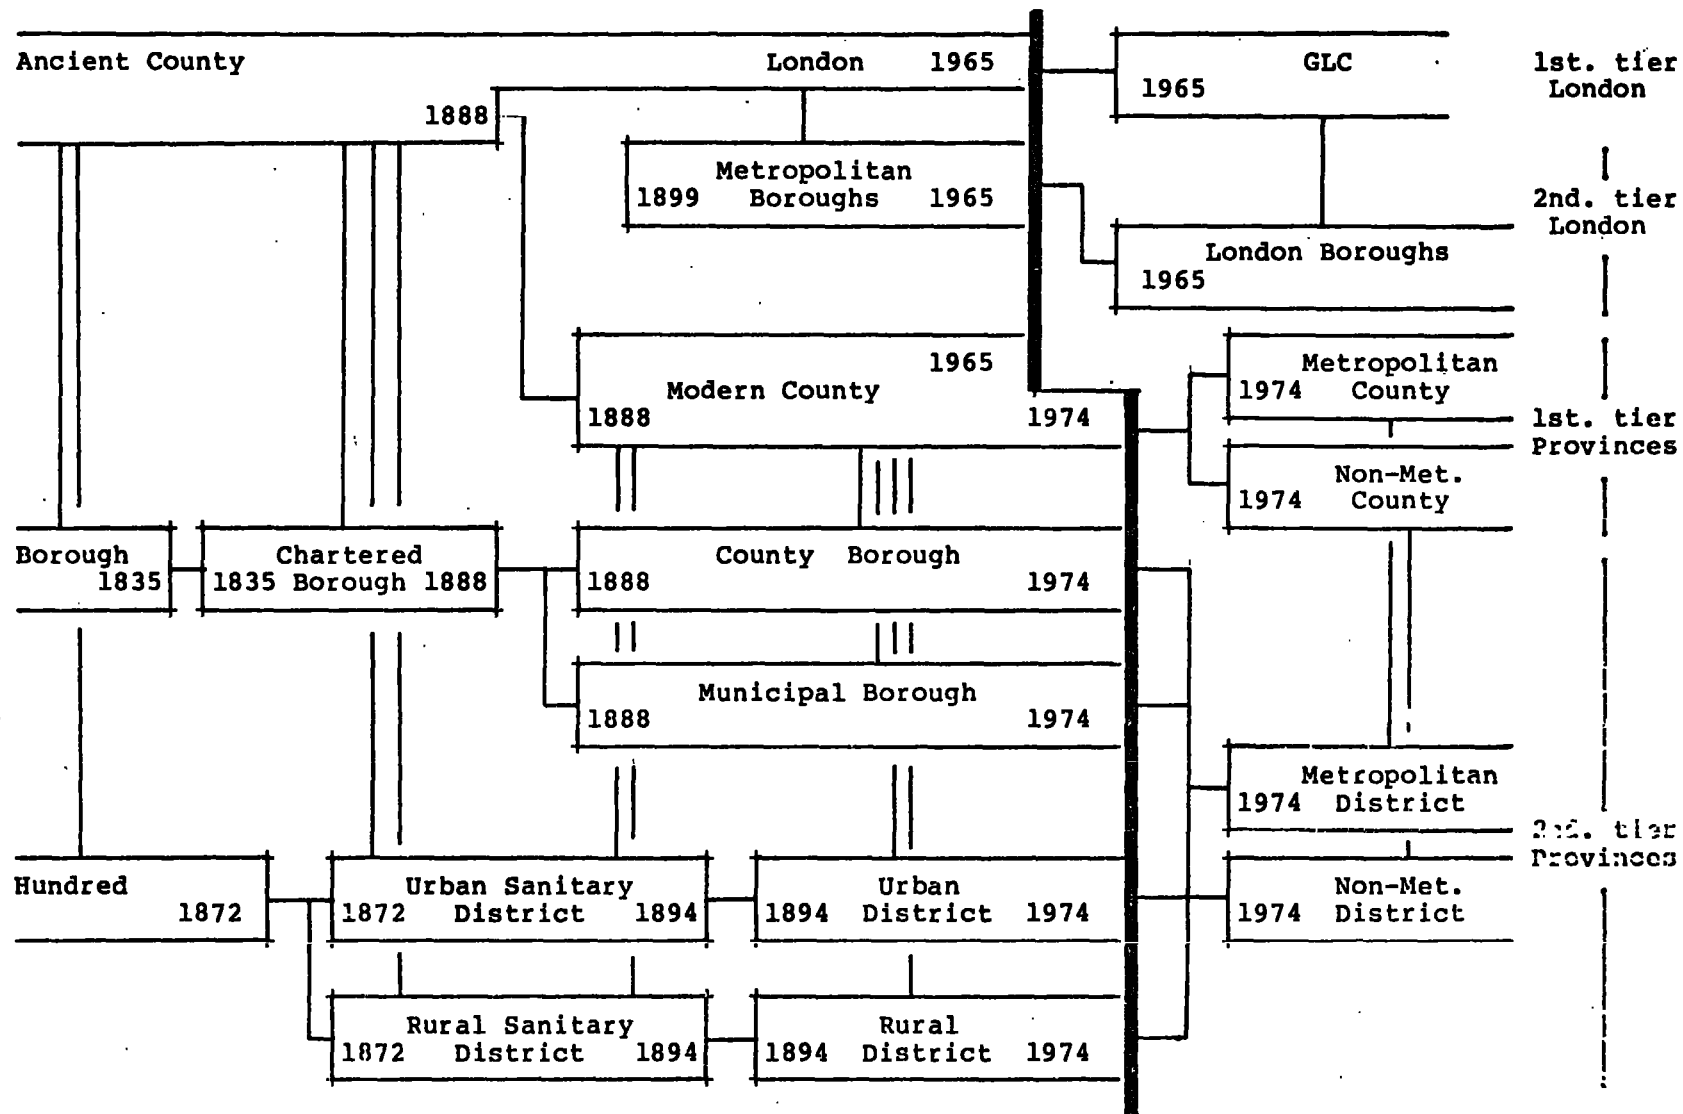 Ancient County
London 1965
1888
GLC
1965
1st. tier
London
Metropolitan
1899 Boroughs 1965
2nd. tier
London
London Boroughs
1965
1965
Modern County
1888 1974
Metropolitan
1974 County
1st. tier
Provinces
Non-Met.
1974 County
Borough
1835
Chartered
1835 Borough 1888
County Borough
1888 1974
Municipal Borough
1888 1974
Metropolitan
1974 District
2nd. tier
Provinces
Hundred
1872
Urban Sanitary
1872 District 1894
Urban
1894 District 1974
Non-Met.
1974 District
Rural Sanitary
1872 District 1894
Rural
1894 District 1974